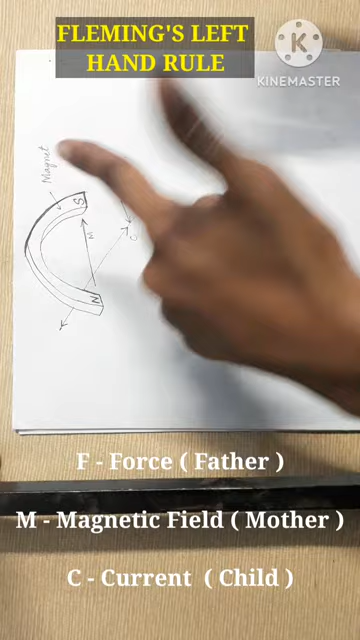 FLEMING'S LEFT
HAND RULE
K
KINEMASTER
Magnet
S
M
C
N
F - Force ( Father )
M - Magnetic Field ( Mother )
C - Current ( Child )